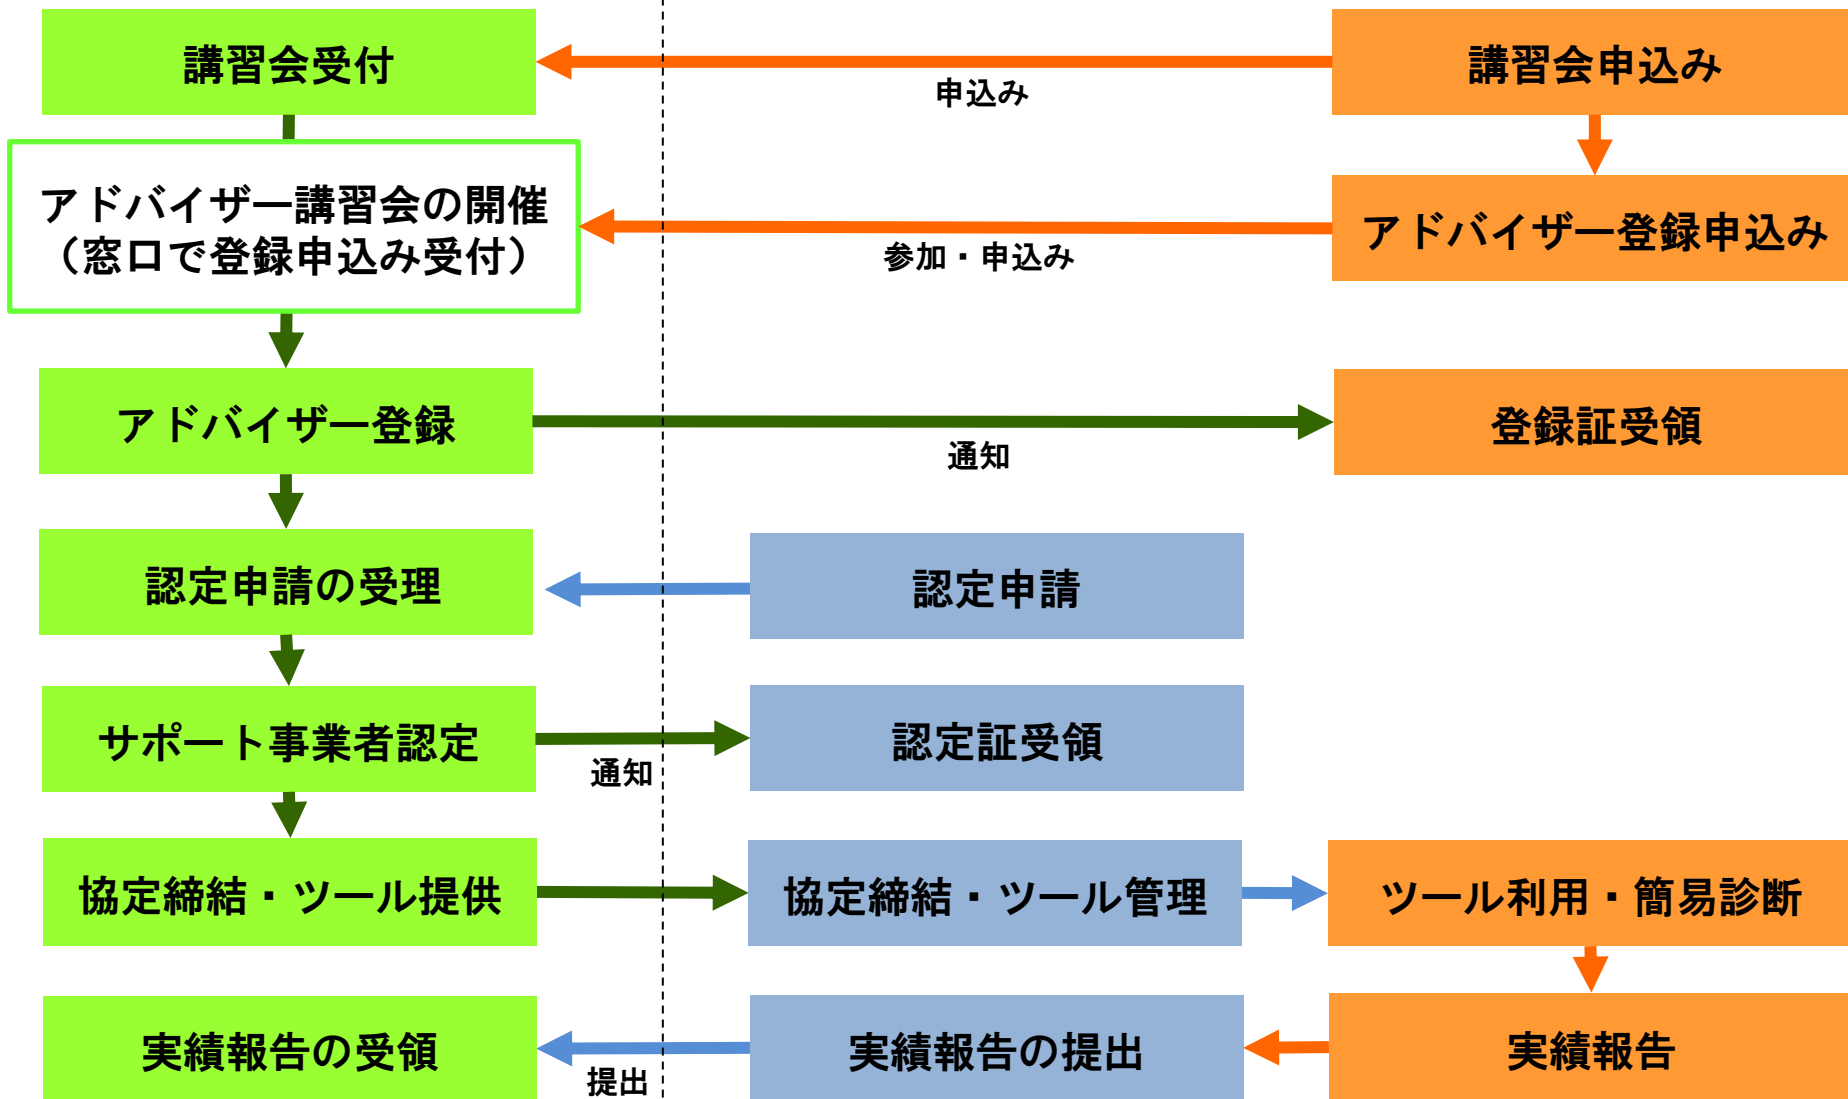 講習会受付
申込み
講習会申込み
アドバイザー講習会の開催
（窓口で登録申込み受付）
参加・申込み
アドバイザー登録申込み
アドバイザー登録
通知
登録証受領
認定申請の受理
認定申請
サポート事業者認定
通知
認定証受領
協定締結・ツール提供
協定締結・ツール管理
ツール利用・簡易診断
実績報告の受領
提出
実績報告の提出
実績報告